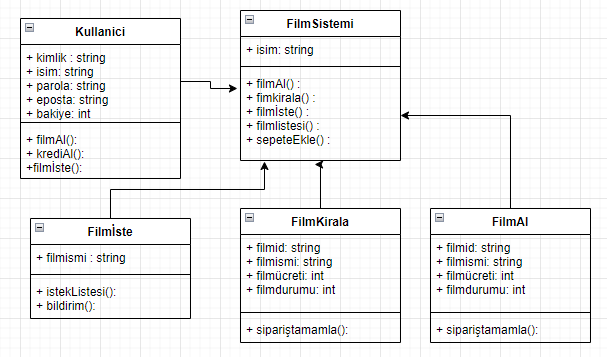 Kullanici
+ kimlik : string
+ isim: string
+ parola: string
+ eposta: string
+ bakiye: int
+ filmAl():
+ krediAl():
+filmİste():
FilmSistemi
+ isim: string
+ filmAl() :
+ fimkirala() :
+ filmİste() :
+ filmlistesi() :
+ sepeteEkle() :
Filmİste
+ filmismi : string
+ istekListesi():
+ bildirim():
FilmKirala
+ filmid: string
+ filmismi: string
+ filmücreti: int
+ filmdurumu: int
+ sipariştamamla():
FilmAl
+ filmid: string
+ filmismi: string
+ filmücreti: int
+ filmdurumu: int
+ sipariştamamla():